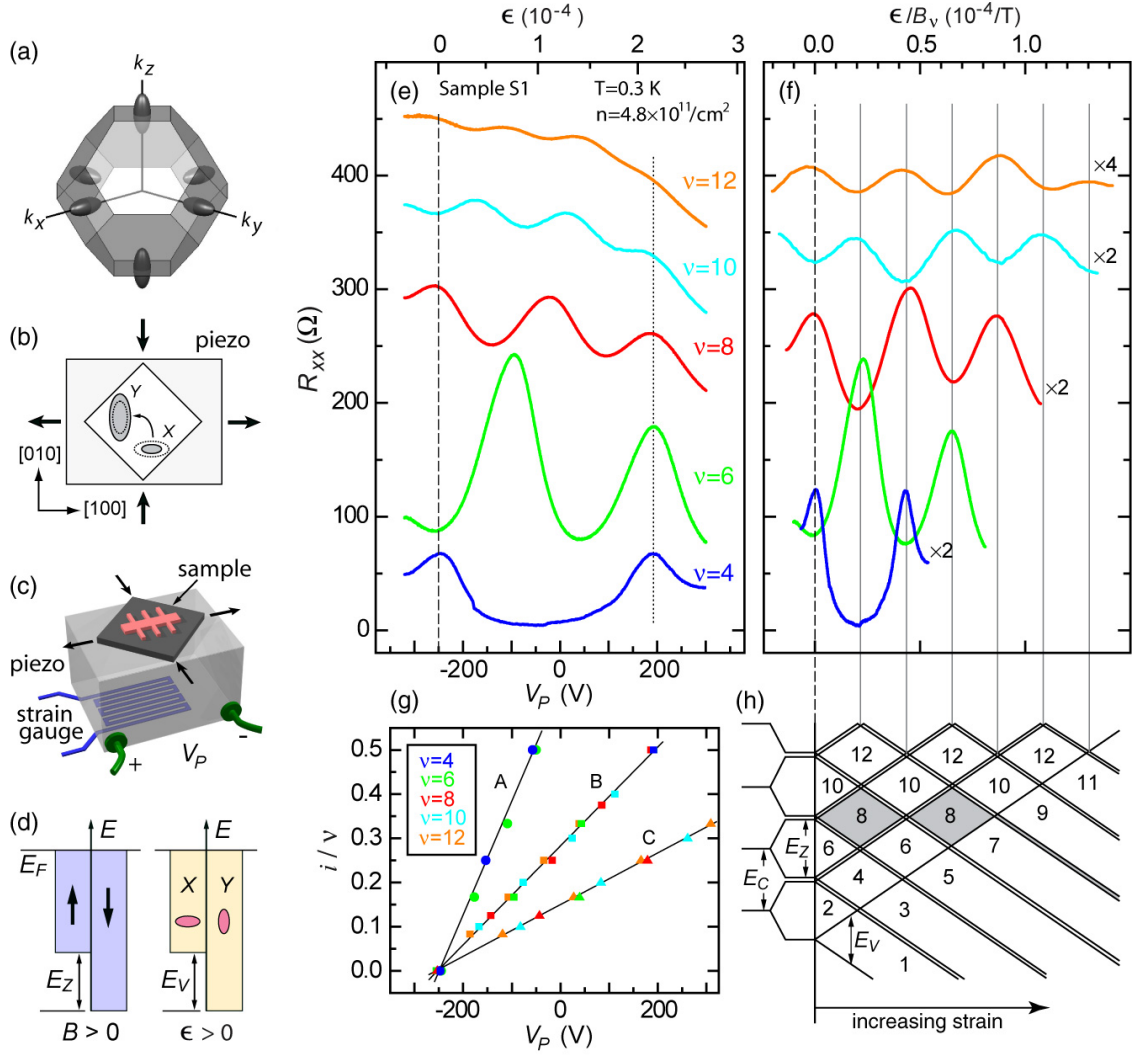 (a)
k_z
k_x
k_y
(b)
piezo
Y
X
[010]
[100]
(c)
sample
piezo
strain
gauge
V_P
+
-
(d)
E
E
E_F
X
Y
E_Z
E_V
B > 0
ϵ > 0
ϵ (10⁻⁴)
0
1
2
3
(e)
Sample S1
T=0.3 K
n=4.8×10¹¹/cm²
R_XX (Ω)
400
300
200
100
0
ν=12
ν=10
ν=8
ν=6
ν=4
-200
0
200
V_P (V)
ϵ/B_ν (10⁻⁴/T)
0.0
0.5
1.0
(f)
×4
×2
×2
×2
(g)
i / ν
0.5
0.4
0.3
0.2
0.1
0.0
ν=4
ν=6
ν=8
ν=10
ν=12
A
B
C
-200
0
200
V_P (V)
(h)
12
12
12
10
10
10
11
8
8
9
6
6
7
4
5
2
3
1
E_Z
E_C
E_V
increasing strain